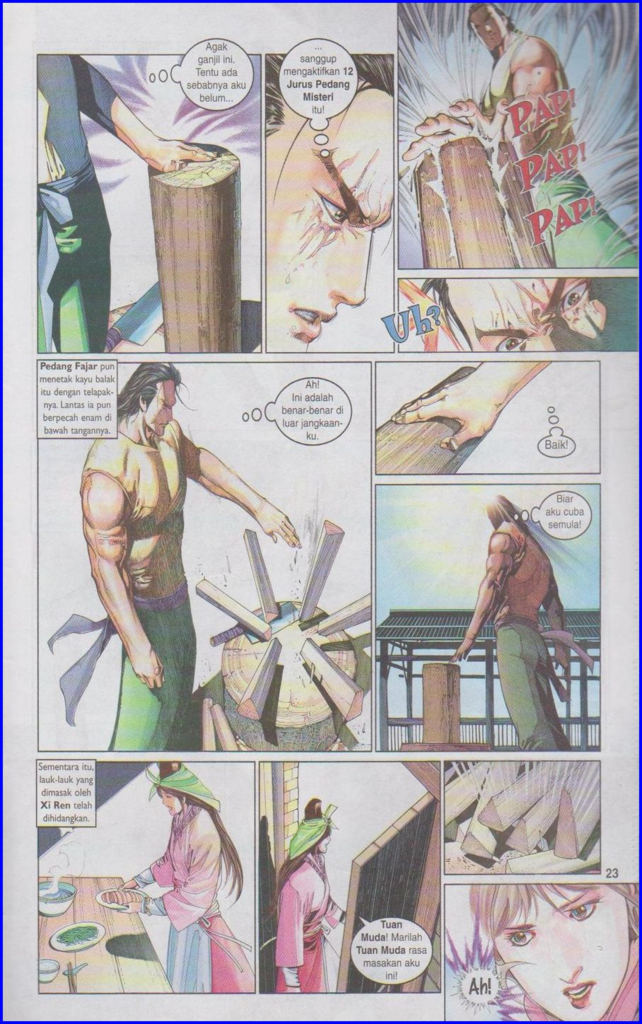 Agak
ganjil ini.
Tentu ada
sebabnya aku
belum...
...
sanggup
mengaktifkan 12
Jurus Pedang
Misteri
itu!
PAP!
PAP!
PAP!
Uh?
Pedang Fajar pun
menetak kayu balak
itu dengan telapak-
nya. Lantas ia pun
berpecah enam di
bawah tangannya.
Ah!
Ini adalah
benar-benar di
luar jangkaan-
ku.
Baik!
Biar
aku cuba
semula!
Sementara itu,
lauk-lauk yang
dimasak oleh
Xi Ren telah
dihidangkan.
Tuan
Muda! Marilah
Tuan Muda rasa
masakan aku
ini!
23
Ah!